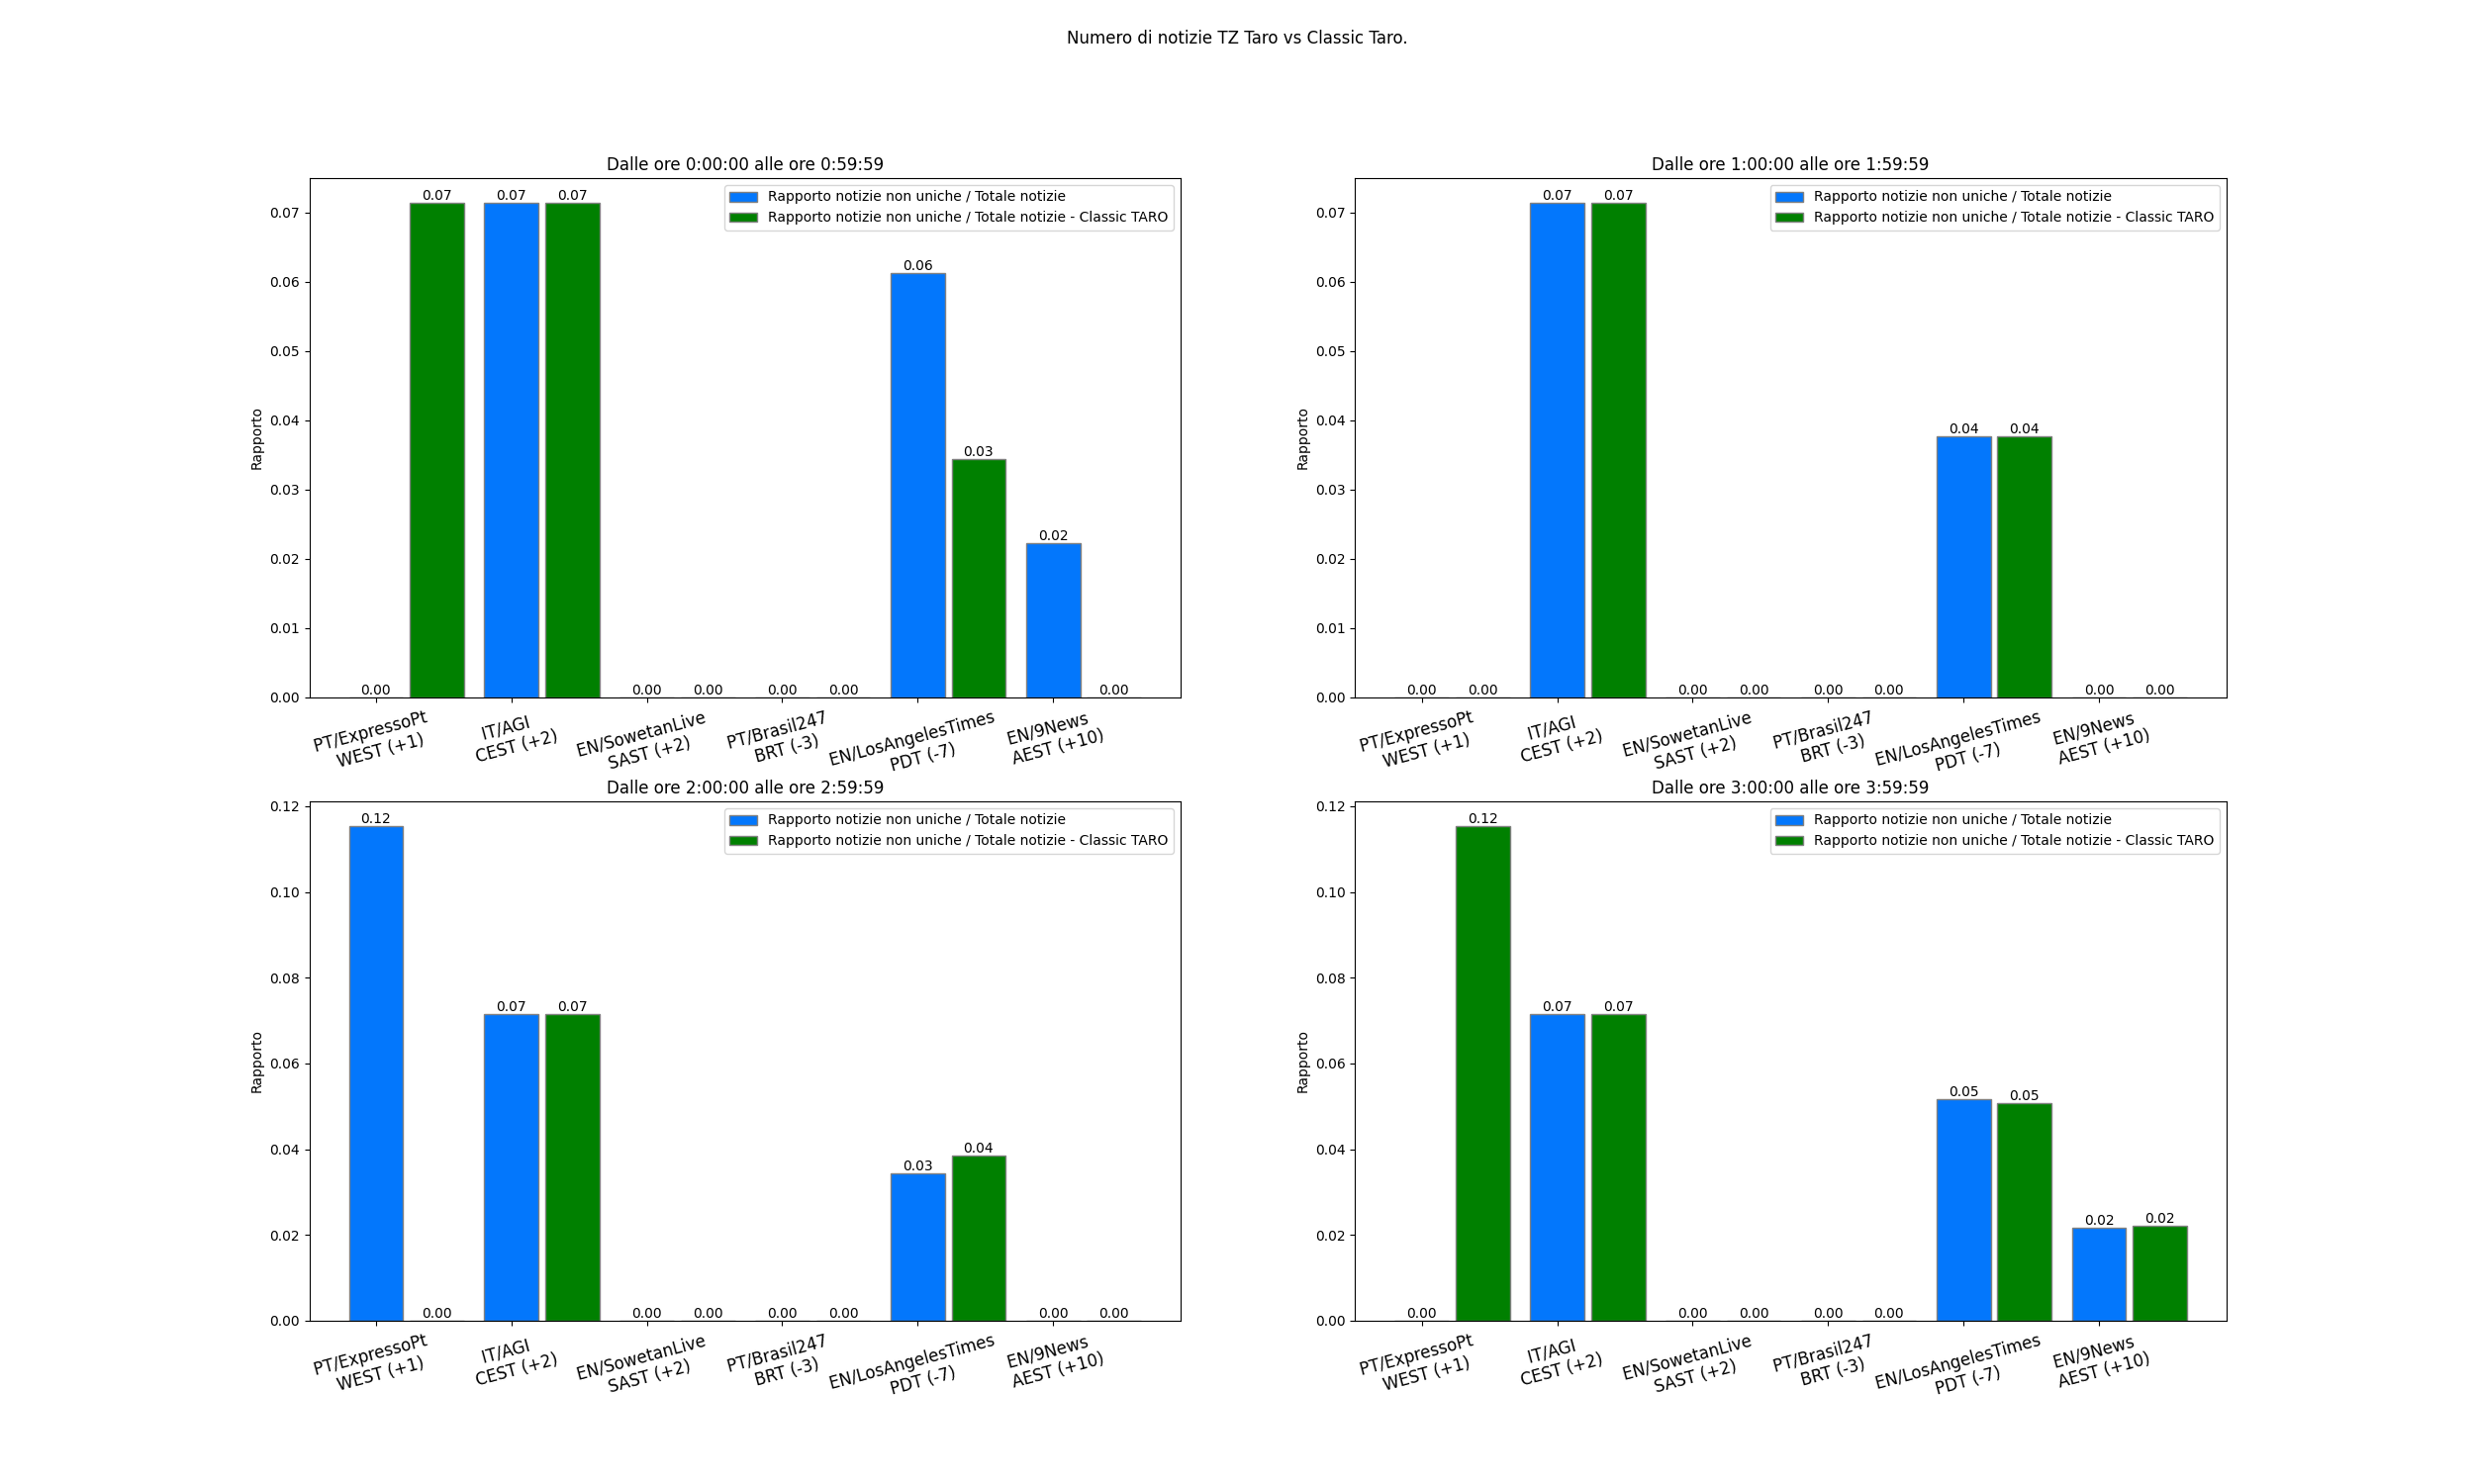 Numero di notizie TZ Taro vs Classic Taro.
Dalle ore 0:00:00 alle ore 0:59:59
Rapporto notizie non uniche / Totale notizie
Rapporto notizie non uniche / Totale notizie - Classic TARO
Rapporto
0.07
0.06
0.05
0.04
0.03
0.02
0.01
0.00
0.00 0.07 0.07 0.07 0.00 0.00 0.00 0.00 0.06 0.03 0.02 0.00
PT/ExpressoPt
WEST (+1)
IT/AGI
CEST (+2)
EN/SowetanLive
SAST (+2)
PT/Brasil247
BRT (-3)
EN/LosAngelesTimes
PDT (-7)
EN/9News
AEST (+10)
Dalle ore 1:00:00 alle ore 1:59:59
Rapporto notizie non uniche / Totale notizie
Rapporto notizie non uniche / Totale notizie - Classic TARO
Rapporto
0.07
0.06
0.05
0.04
0.03
0.02
0.01
0.00
0.00 0.00 0.07 0.07 0.00 0.00 0.00 0.00 0.04 0.04 0.00 0.00
PT/ExpressoPt
WEST (+1)
IT/AGI
CEST (+2)
EN/SowetanLive
SAST (+2)
PT/Brasil247
BRT (-3)
EN/LosAngelesTimes
PDT (-7)
EN/9News
AEST (+10)
Dalle ore 2:00:00 alle ore 2:59:59
Rapporto notizie non uniche / Totale notizie
Rapporto notizie non uniche / Totale notizie - Classic TARO
Rapporto
0.12
0.10
0.08
0.06
0.04
0.02
0.00
0.12 0.00 0.07 0.07 0.00 0.00 0.00 0.00 0.03 0.04 0.00 0.00
PT/ExpressoPt
WEST (+1)
IT/AGI
CEST (+2)
EN/SowetanLive
SAST (+2)
PT/Brasil247
BRT (-3)
EN/LosAngelesTimes
PDT (-7)
EN/9News
AEST (+10)
Dalle ore 3:00:00 alle ore 3:59:59
Rapporto notizie non uniche / Totale notizie
Rapporto notizie non uniche / Totale notizie - Classic TARO
Rapporto
0.12
0.10
0.08
0.06
0.04
0.02
0.00
0.00 0.12 0.07 0.07 0.00 0.00 0.00 0.00 0.05 0.05 0.02 0.02
PT/ExpressoPt
WEST (+1)
IT/AGI
CEST (+2)
EN/SowetanLive
SAST (+2)
PT/Brasil247
BRT (-3)
EN/LosAngelesTimes
PDT (-7)
EN/9News
AEST (+10)